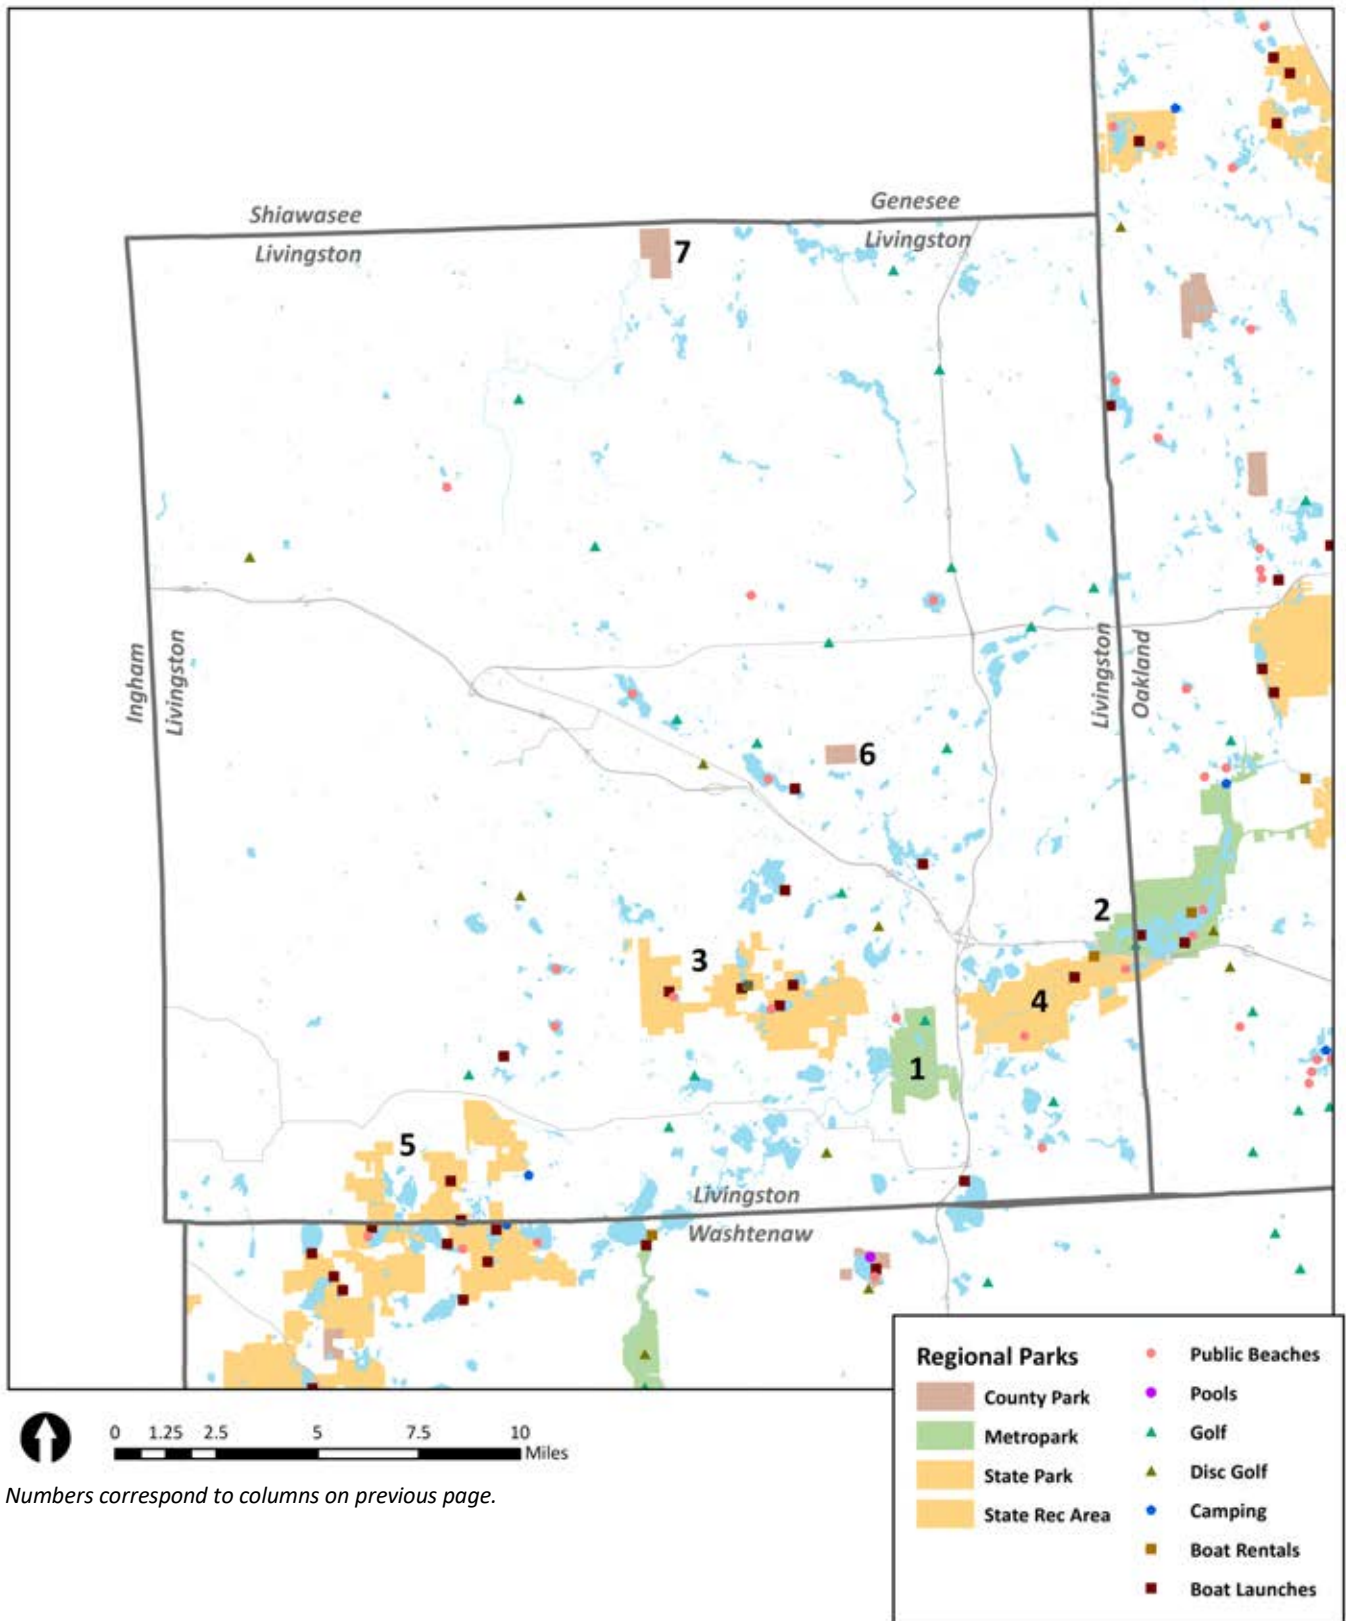 Shiawasee
Genesee
Livingston
Livingston
7
Ingham
Livingston
Livingston
Oakland
6
2
3
4
1
5
Livingston
Washtenaw
Regional Parks
County Park
Metropark
State Park
State Rec Area
Public Beaches
Pools
Golf
Disc Golf
Camping
Boat Rentals
Boat Launches
0 1.25 2.5 5 7.5 10
Miles
Numbers correspond to columns on previous page.